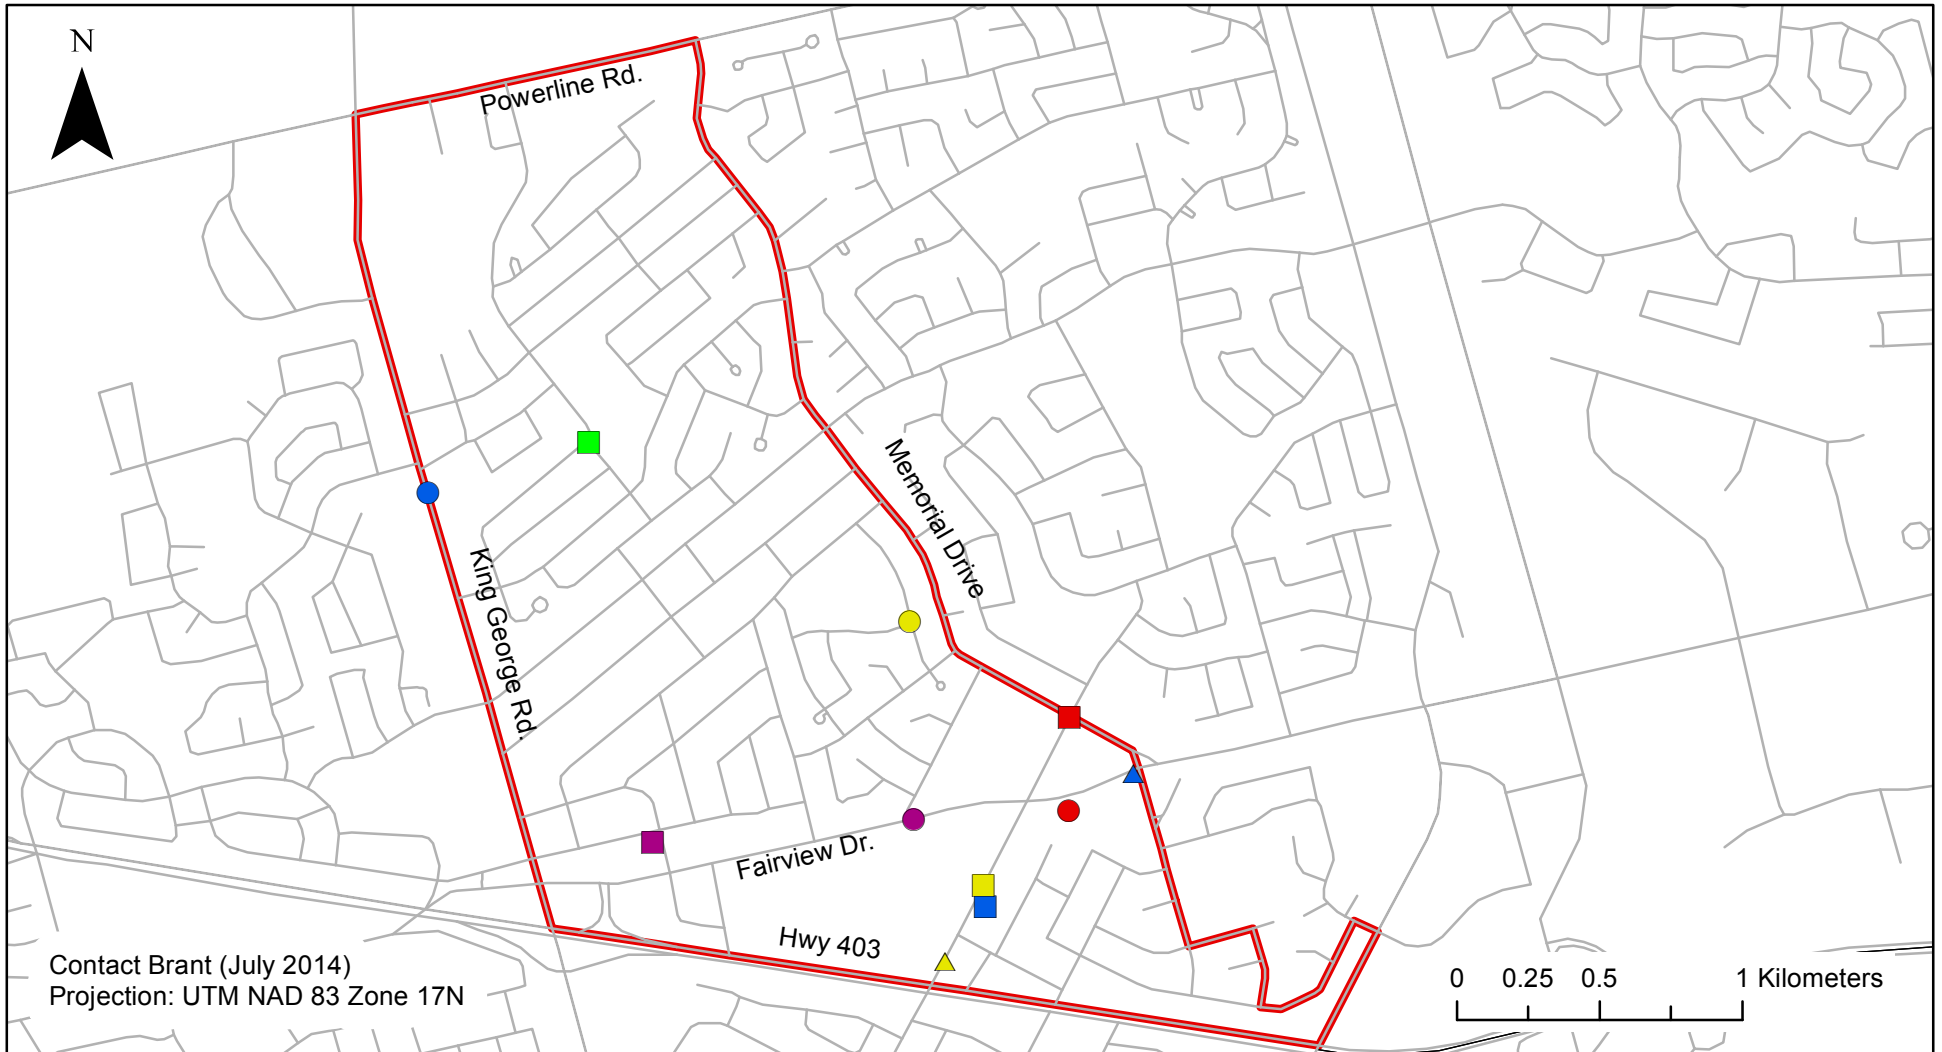 N
Powerline Rd.
Memorial Drive
King George Rd.
Fairview Dr.
Hwy 403
Contact Brant (July 2014)
Projection: UTM NAD 83 Zone 17N
0 0.25 0.5 1 Kilometers